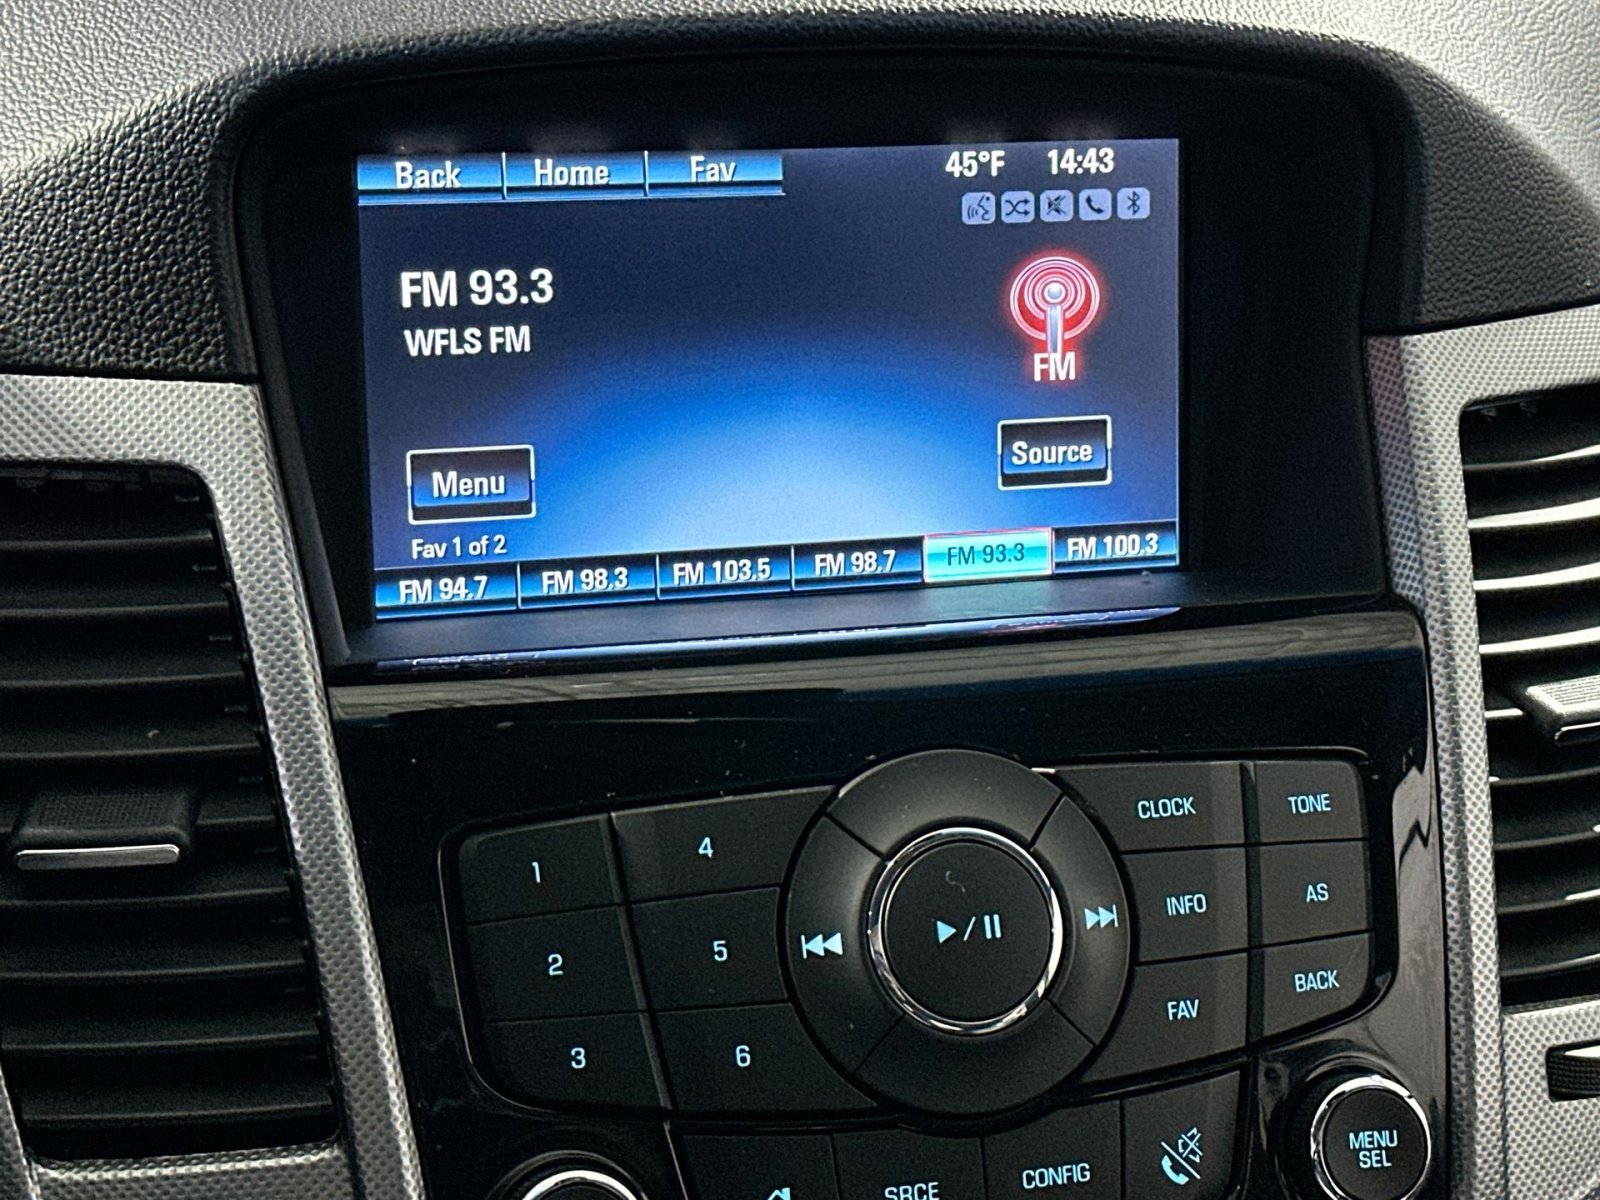 Back Home Fav 45°F 14:43
FM 93.3
WFLS FM
FM
Menu
Source
Fav 1 of 2
FM 94.7 FM 98.3 FM 103.5 FM 98.7 FM 93.3 FM 100.3
1 4 CLOCK TONE
2 5 INFO AS
3 6 FAV BACK
SRCE CONFIG
MENU
SEL